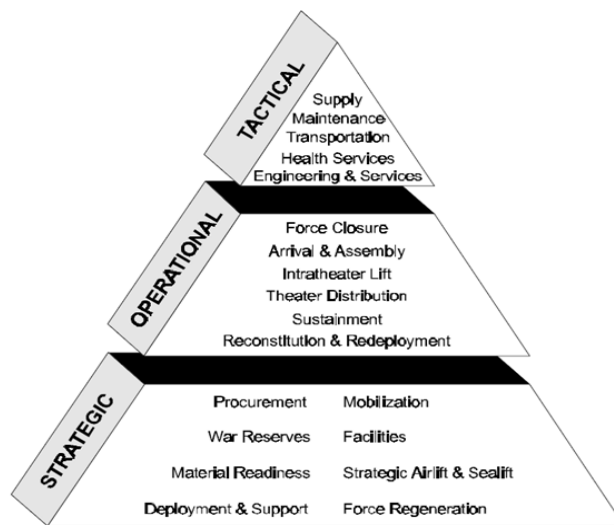 TACTICAL
Supply
Maintenance
Transportation
Health Services
Engineering & Services
OPERATIONAL
Force Closure
Arrival & Assembly
Intratheater Lift
Theater Distribution
Sustainment
Reconstitution & Redeployment
STRATEGIC
Procurement Mobilization
War Reserves Facilities
Material Readiness Strategic Airlift & Sealift
Deployment & Support Force Regeneration